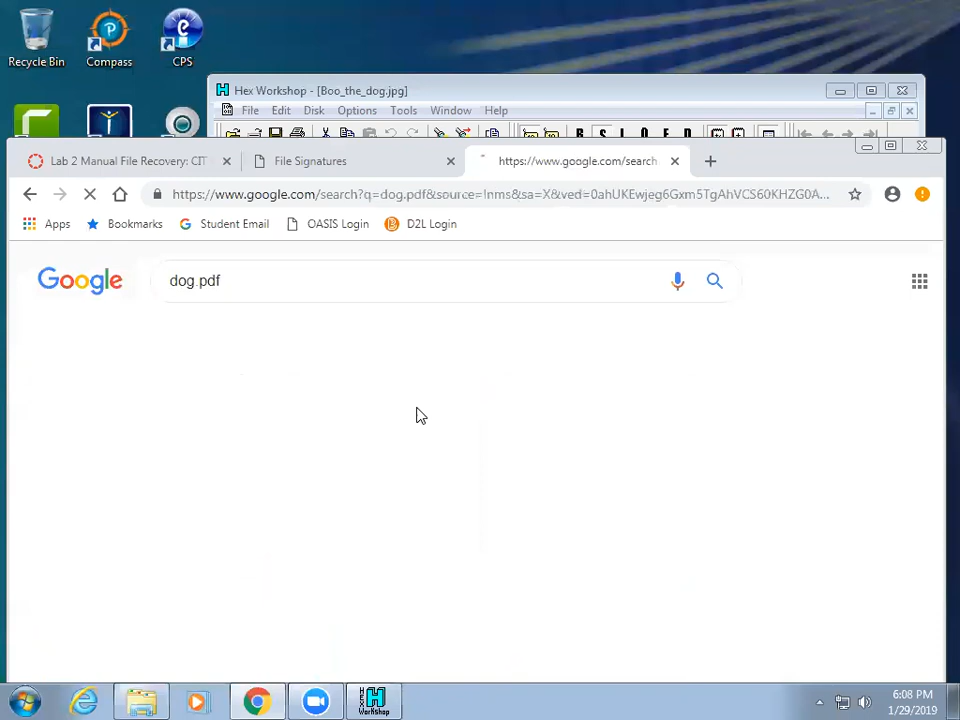 Recycle Bin
Compass
CPS
Hex Workshop - [Boo_the_dog.jpg]
File Edit Disk Options Tools Window Help
Lab 2 Manual File Recovery: CIT
File Signatures
https://www.google.com/search
https://www.google.com/search?q=dog.pdf&source=lnms&sa=X&ved=0ahUKEwjeg6Gxm5TgAhVCS60KHZG0A...
Apps Bookmarks Student Email OASIS Login D2L Login
Google
dog.pdf
HEX
Workshop
6:08 PM
1/29/2019